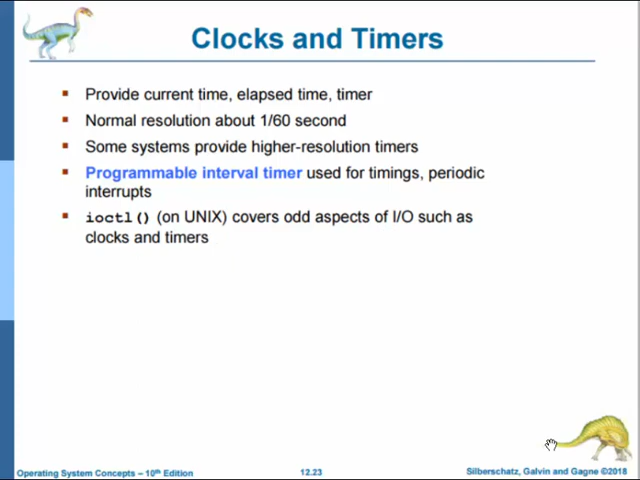 Clocks and Timers
Provide current time, elapsed time, timer
Normal resolution about 1/60 second
Some systems provide higher-resolution timers
Programmable interval timer used for timings, periodic
interrupts
ioctl() (on UNIX) covers odd aspects of I/O such as
clocks and timers
Operating System Concepts – 10th Edition
12.23
Silberschatz, Galvin and Gagne ©2018